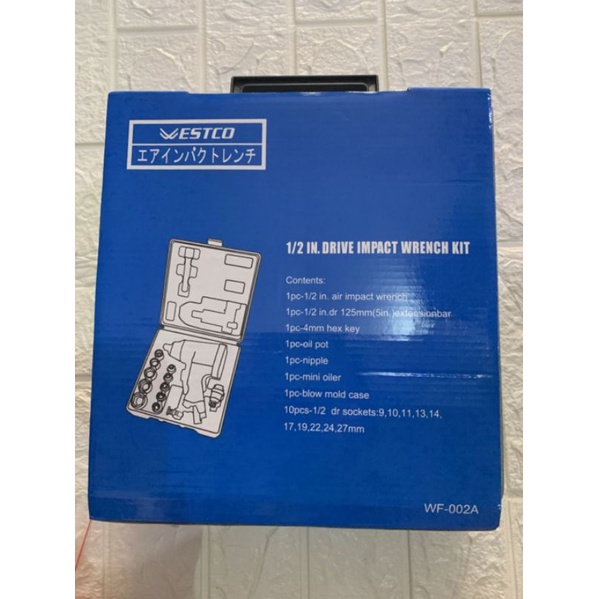 WESTCO
エアインパクトレンチ
1/2 IN. DRIVE IMPACT WRENCH KIT
Contents:
1pc-1/2 in. air impact wrench
1pc-1/2 in.dr 125mm(5in.)extensionbar
1pc-4mm hex key
1pc-oil pot
1pc-nipple
1pc-mini oiler
1pc-blow mold case
10pcs-1/2 dr sockets:9,10,11,13,14,
17,19,22,24,27mm
WF-002A